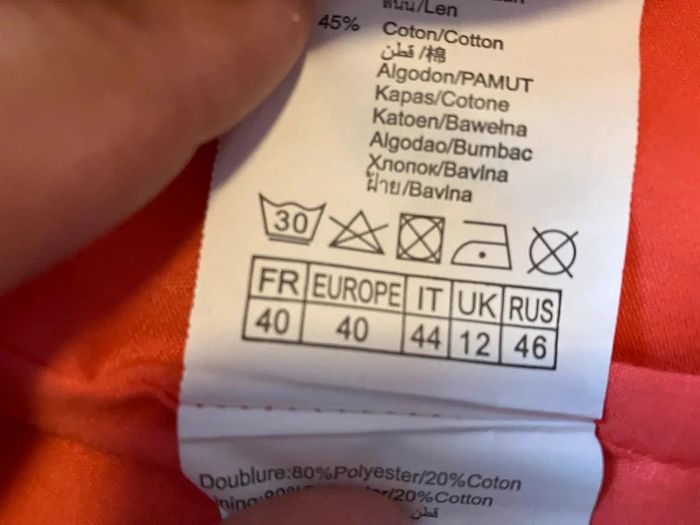 /Len
45% Coton/Cotton
قطن /棉
Algodon/PAMUT
Kapas/Cotone
Katoen/Bawełna
Algodao/Bumbac
Хлопок/Bavlna
ฝ้าย/Bavlna
30
FR EUROPE IT UK RUS
40 40 44 12 46
Doublure:80%Polyester/20%Coton
/20%Cotton
قطن